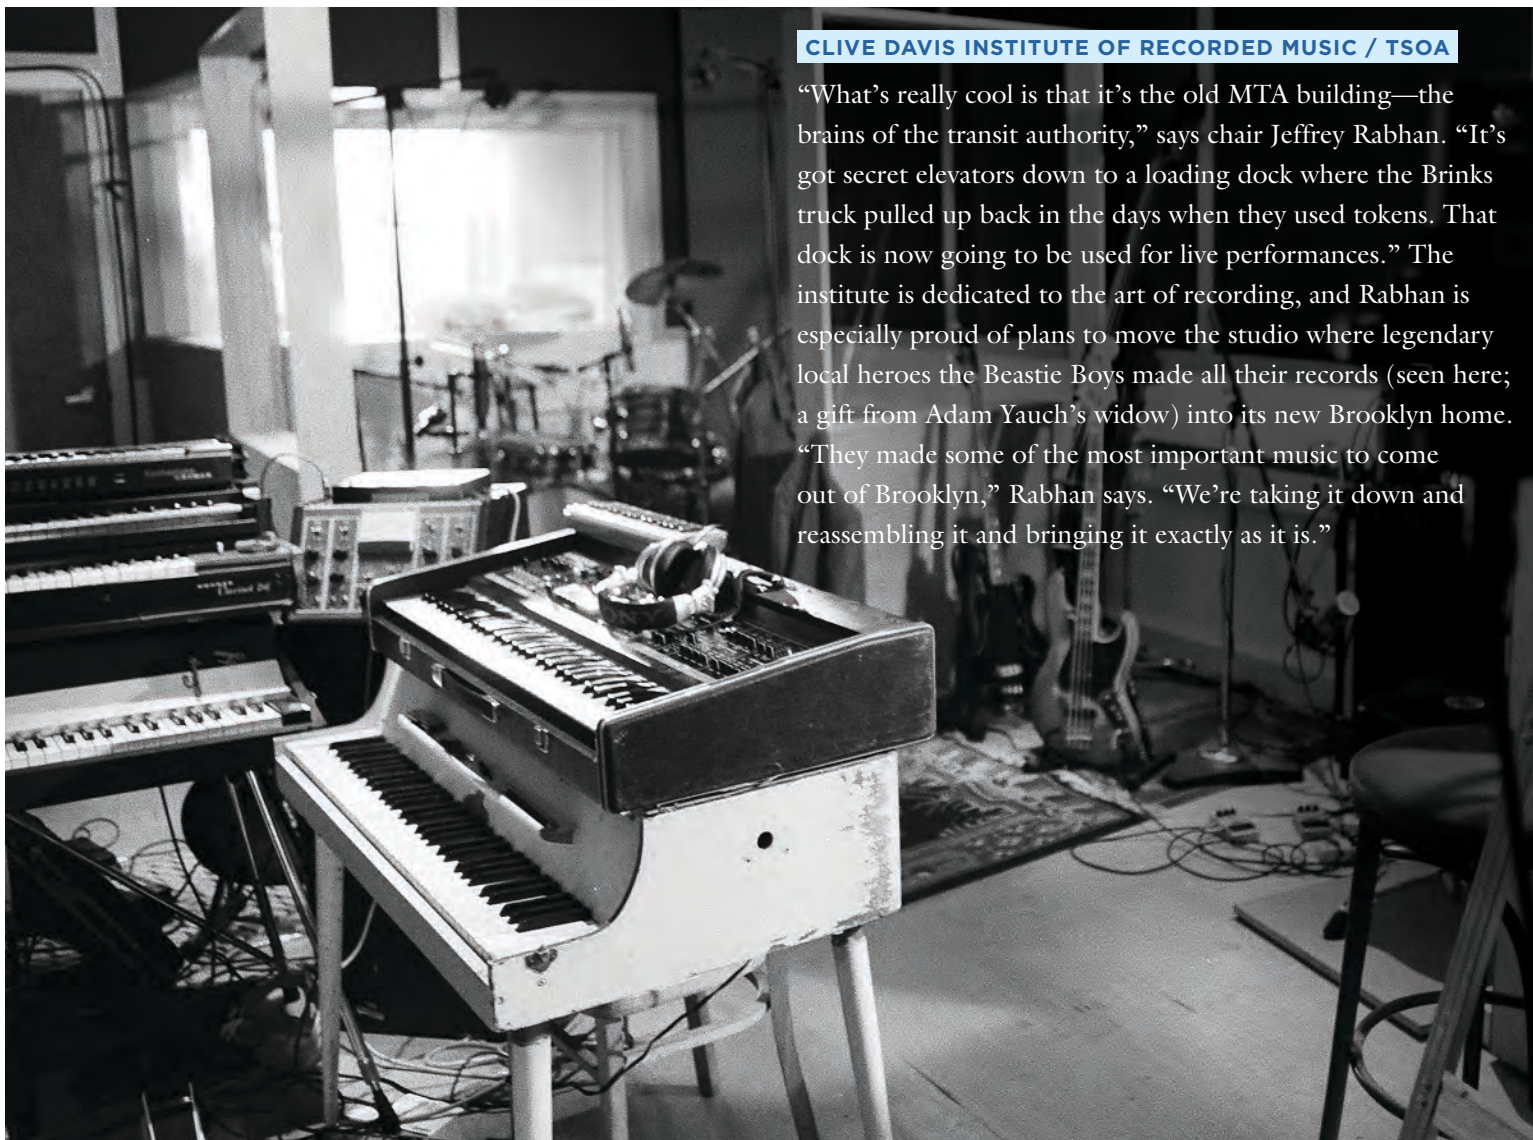 CLIVE DAVIS INSTITUTE OF RECORDED MUSIC / TSOA
“What’s really cool is that it’s the old MTA building—the
brains of the transit authority,” says chair Jeffrey Rabhan. “It’s
got secret elevators down to a loading dock where the Brinks
truck pulled up back in the days when they used tokens. That
dock is now going to be used for live performances.” The
institute is dedicated to the art of recording, and Rabhan is
especially proud of plans to move the studio where legendary
local heroes the Beastie Boys made all their records (seen here;
a gift from Adam Yauch’s widow) into its new Brooklyn home.
“They made some of the most important music to come
out of Brooklyn,” Rabhan says. “We’re taking it down and
reassembling it and bringing it exactly as it is.”